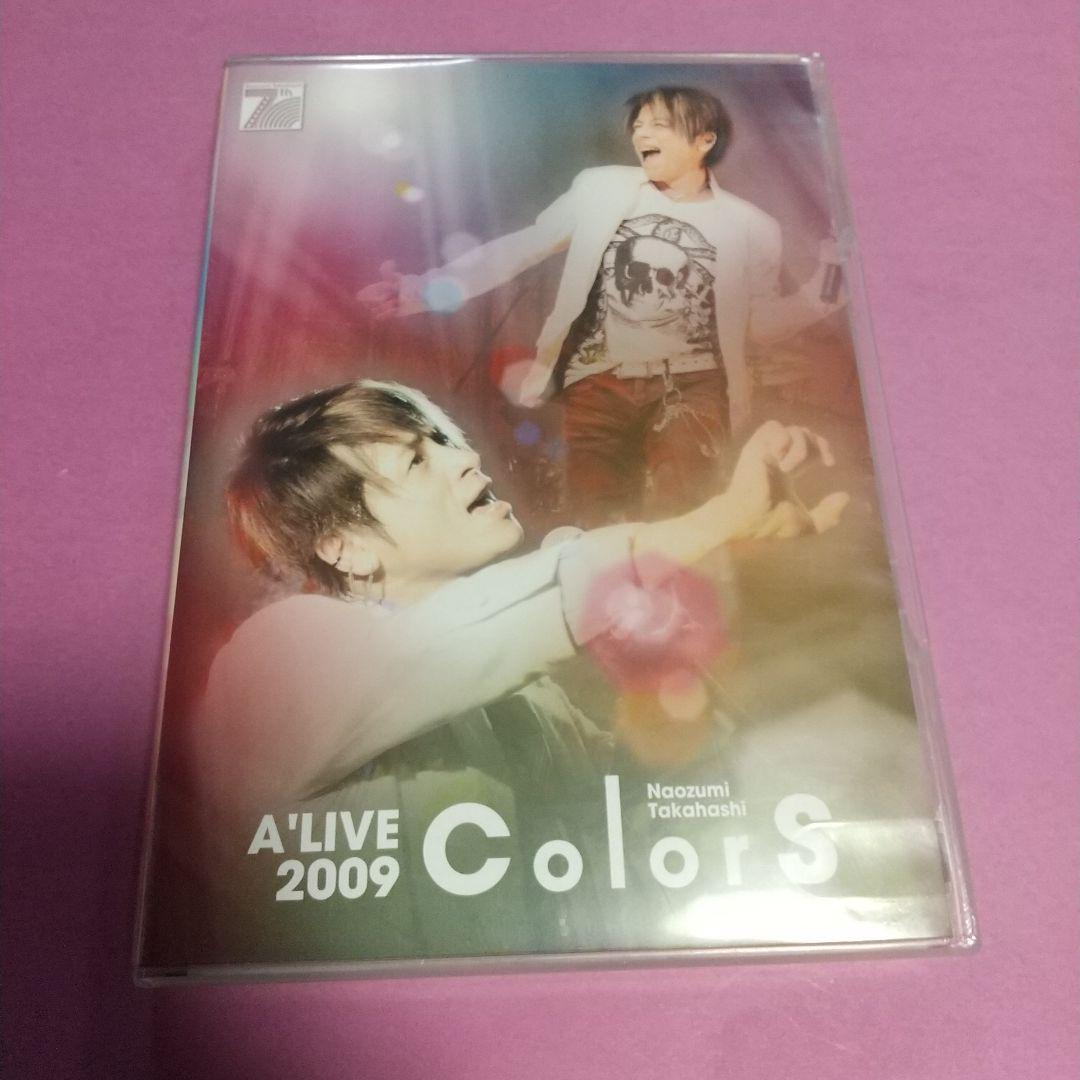 7th
A'LIVE
2009
ColorS
Naozumi
Takahashi